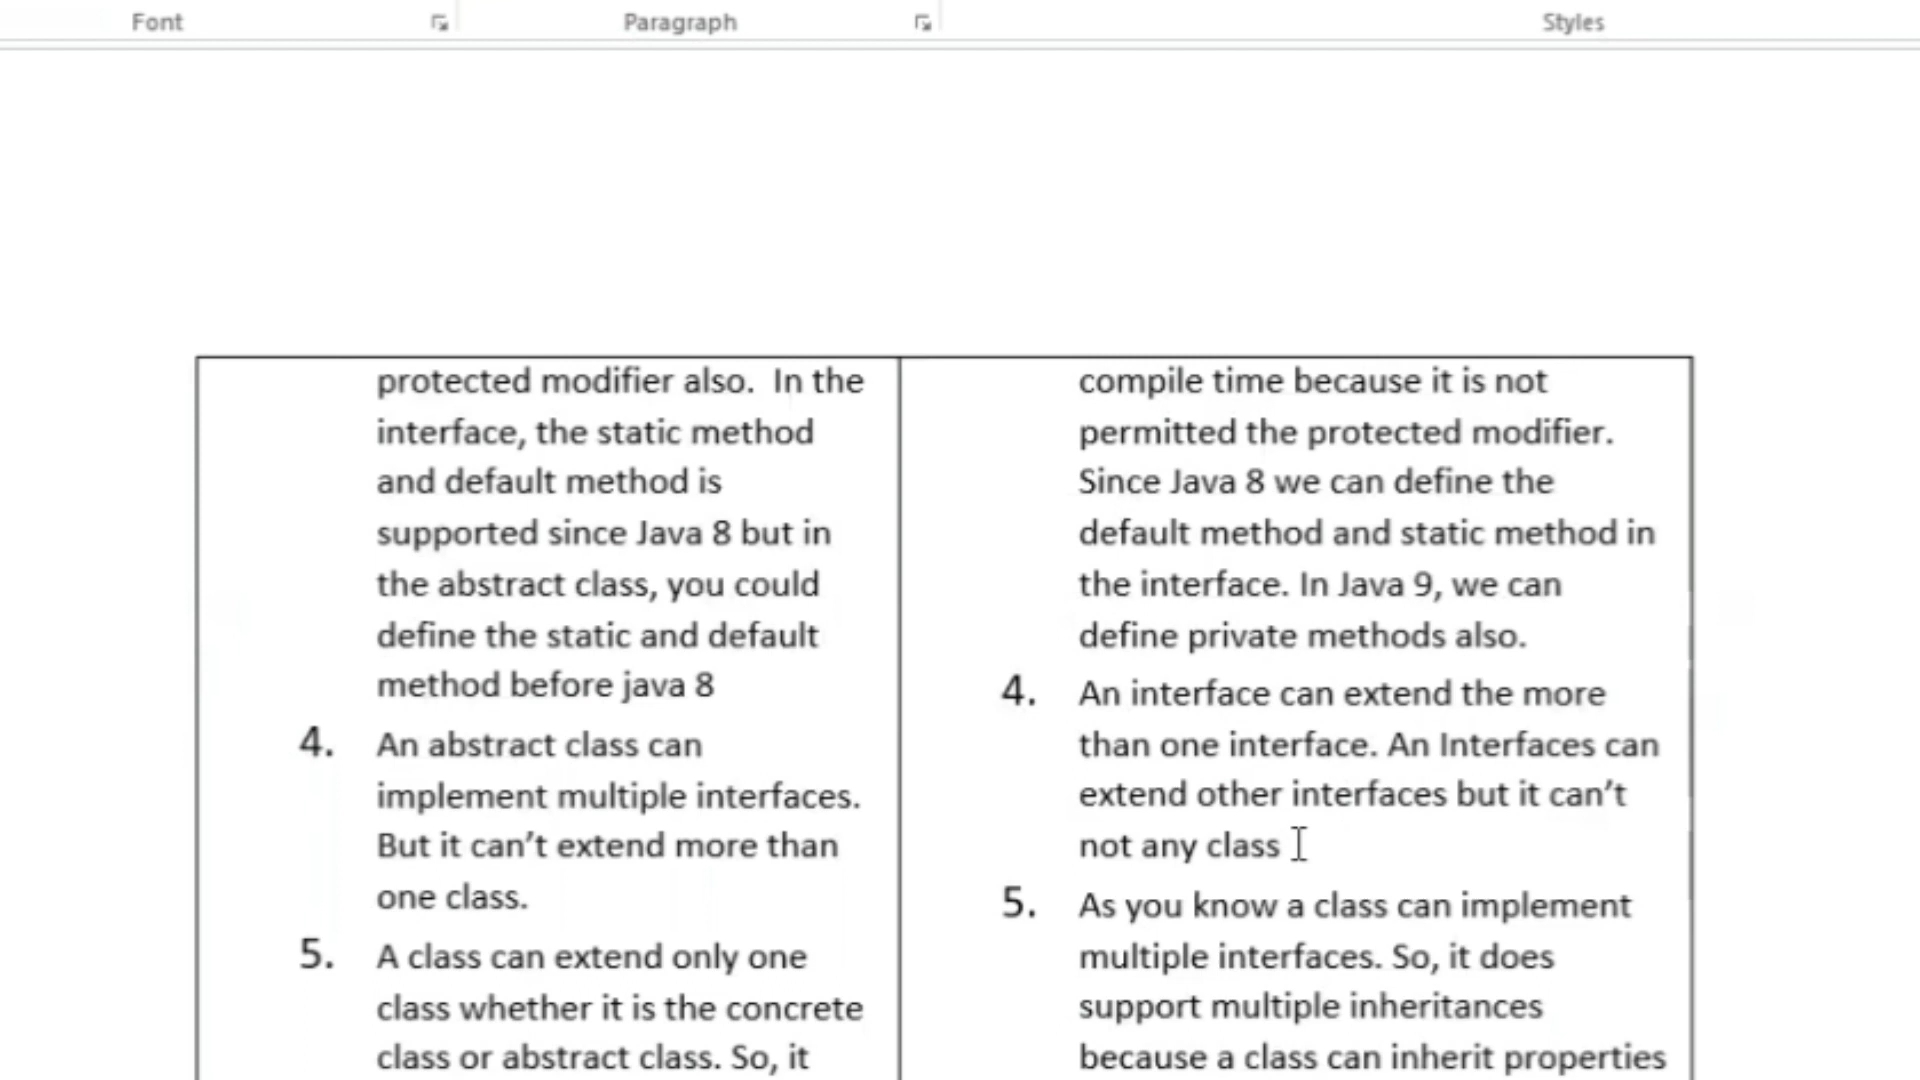 Font Paragraph Styles
protected modifier also.  In the
interface, the static method
and default method is
supported since Java 8 but in
the abstract class, you could
define the static and default
method before java 8
4. An abstract class can
implement multiple interfaces.
But it can’t extend more than
one class.
5. A class can extend only one
class whether it is the concrete
class or abstract class. So, it
compile time because it is not
permitted the protected modifier.
Since Java 8 we can define the
default method and static method in
the interface. In Java 9, we can
define private methods also.
4. An interface can extend the more
than one interface. An Interfaces can
extend other interfaces but it can’t
not any class
5. As you know a class can implement
multiple interfaces. So, it does
support multiple inheritances
because a class can inherit properties